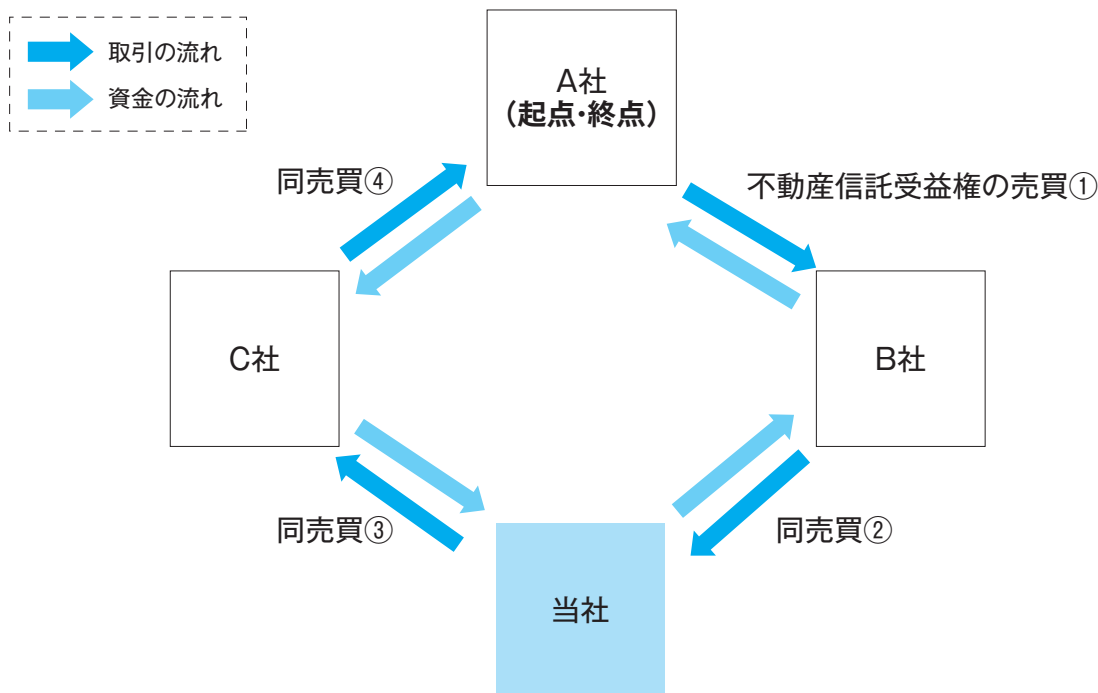 取引の流れ
資金の流れ
A社
（起点・終点）
同売買④
不動産信託受益権の売買①
C社
B社
同売買③
同売買②
当社